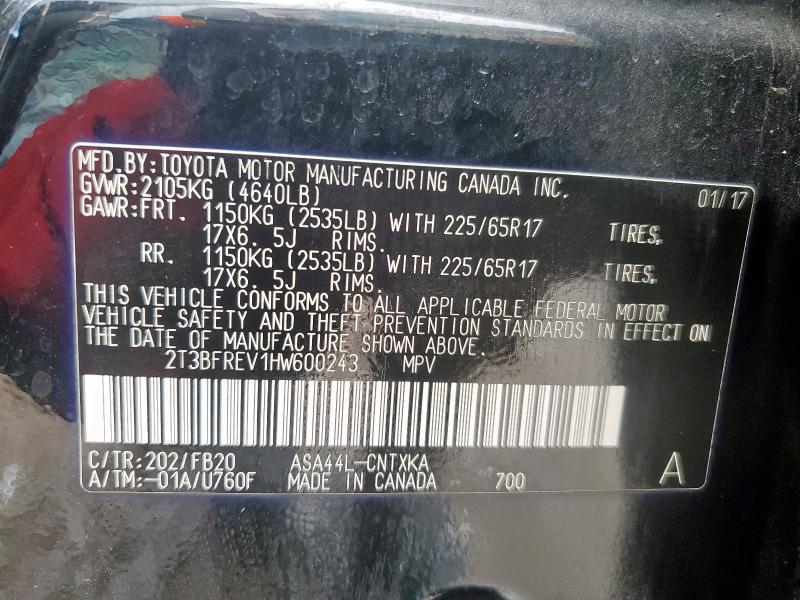 MFD.BY:TOYOTA MOTOR MANUFACTURING CANADA INC.
GVWR:2105KG (4640LB) 01/17
GAWR:FRT. 1150KG (2535LB) WITH 225/65R17 TIRES,
17X6. 5J RIMS.
RR. 1150KG (2535LB) WITH 225/65R17 TIRES,
17X6. 5J RIMS.
THIS VEHICLE CONFORMS TO ALL APPLICABLE FEDERAL MOTOR
VEHICLE SAFETY AND THEFT PREVENTION STANDARDS IN EFFECT ON
THE DATE OF MANUFACTURE SHOWN ABOVE.
2T3BFREV1HW600243 MPV
C/TR:202/FB20 ASA44L-CNTXKA A
A/TM:-01A/U760F MADE IN CANADA 700